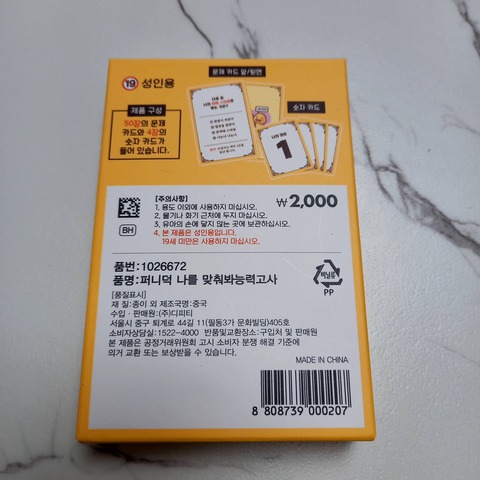 19 성인용
제품 구성
50장의 문제
카드와 4장의
숫자 카드가
들어 있습니다.
문제 카드 앞/뒷면
숫자 카드
1
₩2,000
[주의사항]
1. 용도 이외에 사용하지 마십시오.
2. 물기나 화기 근처에 두지 마십시오.
3. 유아의 손에 닿지 않는 곳에 보관하십시오.
4. 본 제품은 성인용입니다.
19세 미만은 사용하지 마십시오.
BH
품번:1026672
품명:퍼니덕 나를 맞춰봐능력고사
[품질표시]
재 질:종이 외 제조국명:중국
수입ㆍ판매원:(주)디피티
서울시 중구 퇴계로 44길 11(필동3가 문화빌딩)405호
소비자상담실:1522-4000 반품및교환장소:구입처 및 판매원
본 제품은 공정거래위원회 고시 소비자 분쟁 해결 기준에
의거 교환 또는 보상받을 수 있습니다.
비닐류
PP
MADE IN CHINA
8 808739 000207